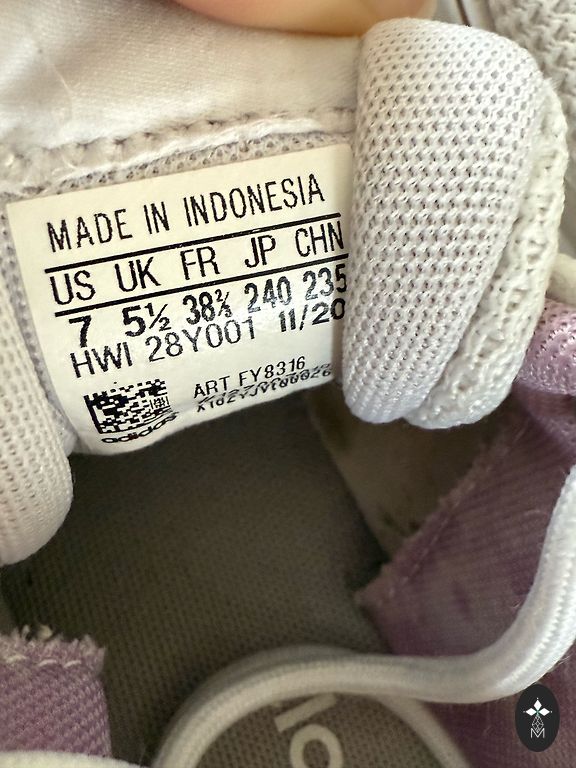 MADE IN INDONESIA
US UK FR JP CHN
7 5½ 38⅔ 240 235
HWI 28Y001 11/20
ART FY8316
adidas
M